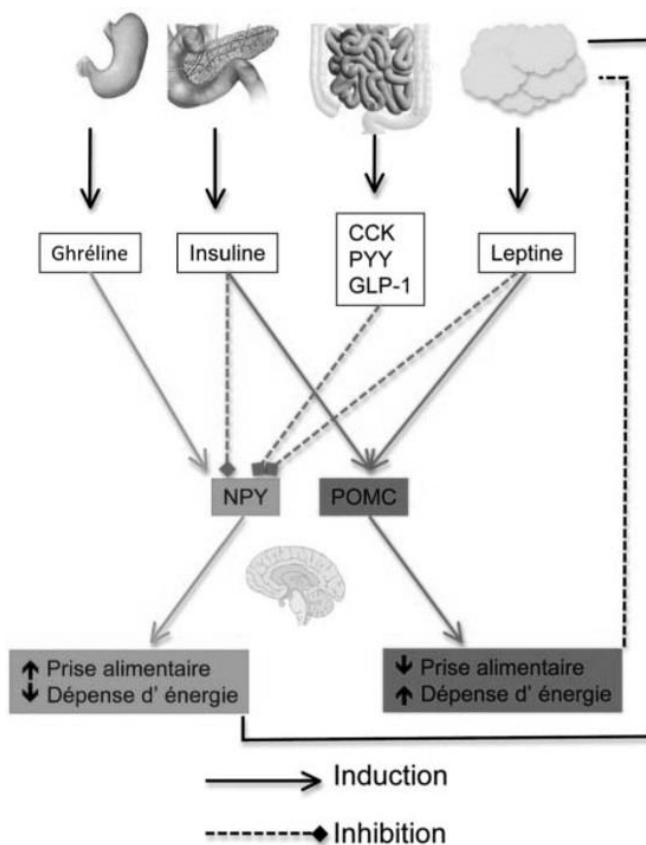 Ghréline
Insuline
CCK
PYY
GLP-1
Leptine
NPY
POMC
↑ Prise alimentaire
↓ Dépense d' énergie
↓ Prise alimentaire
↑ Dépense d' énergie
Induction
Inhibition